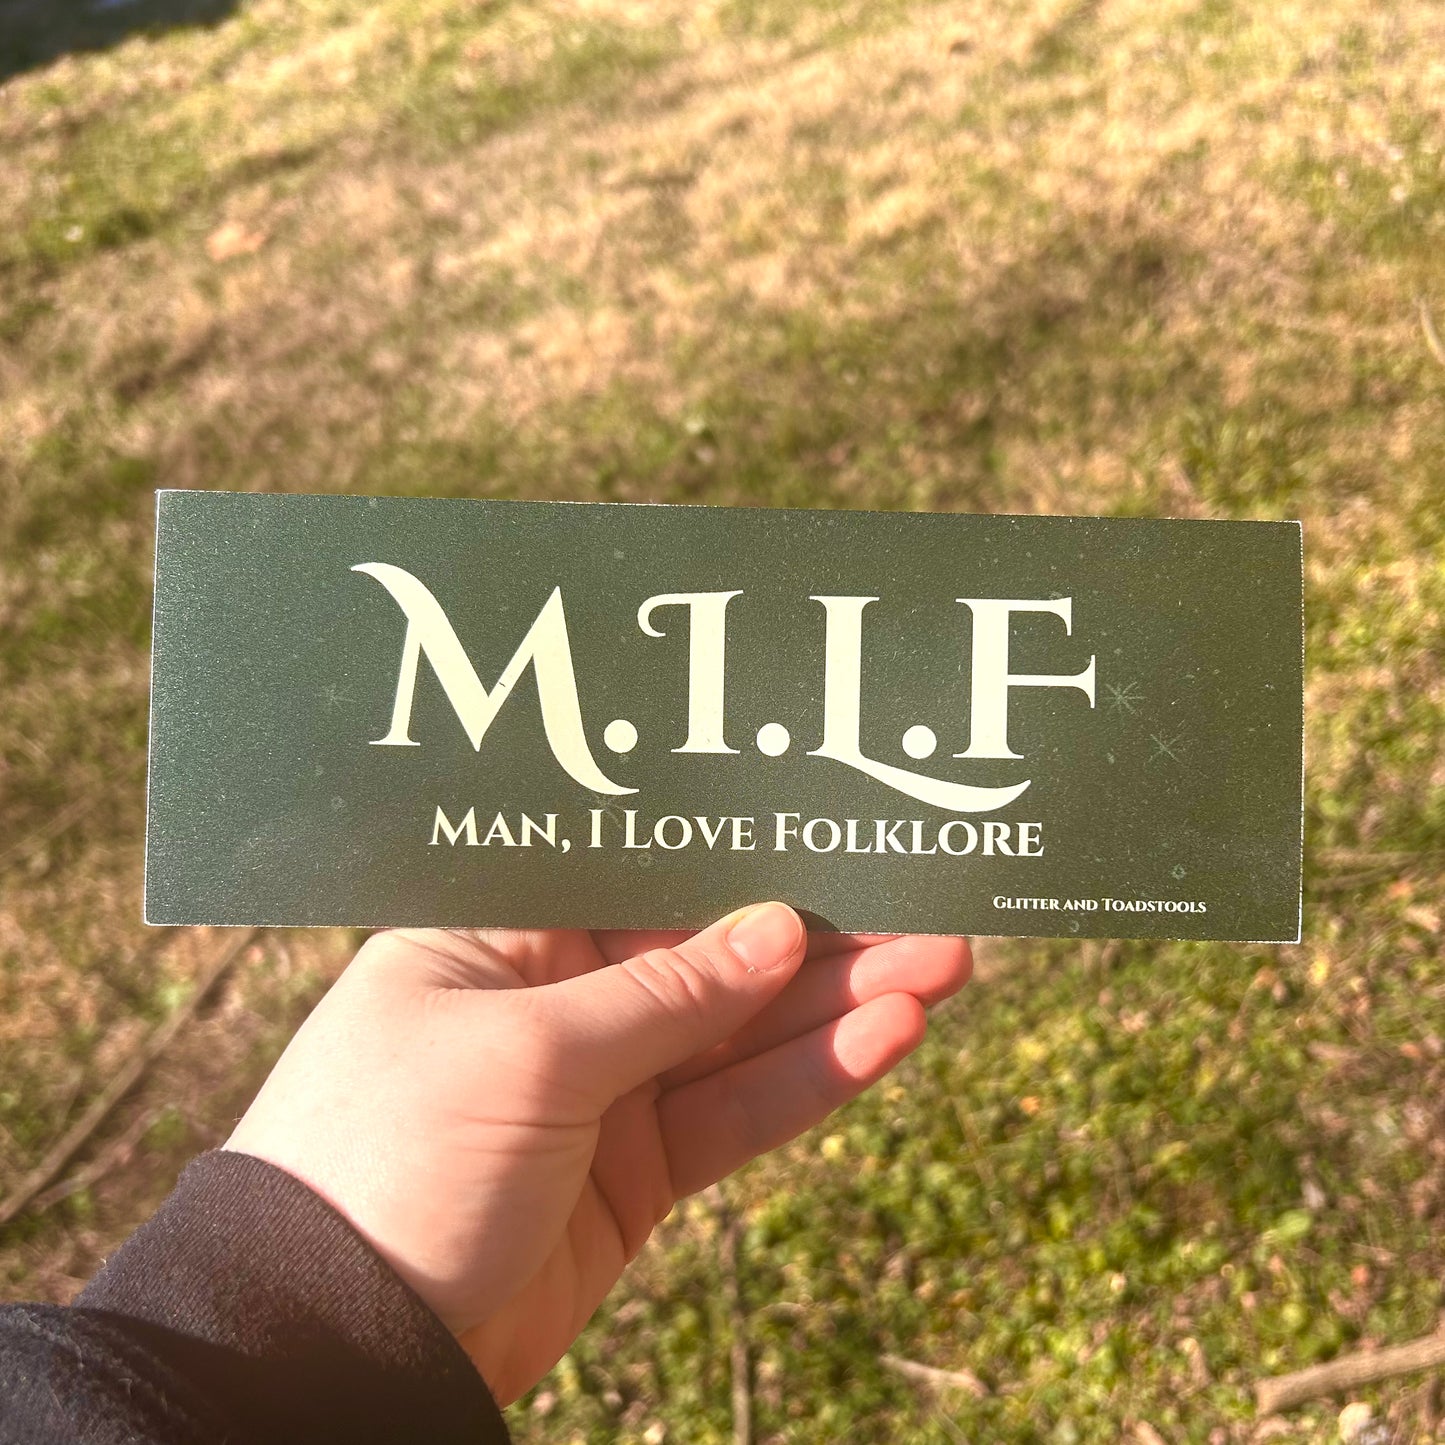 M.I.L.F
Man, I Love Folklore
Glitter and Toadstools